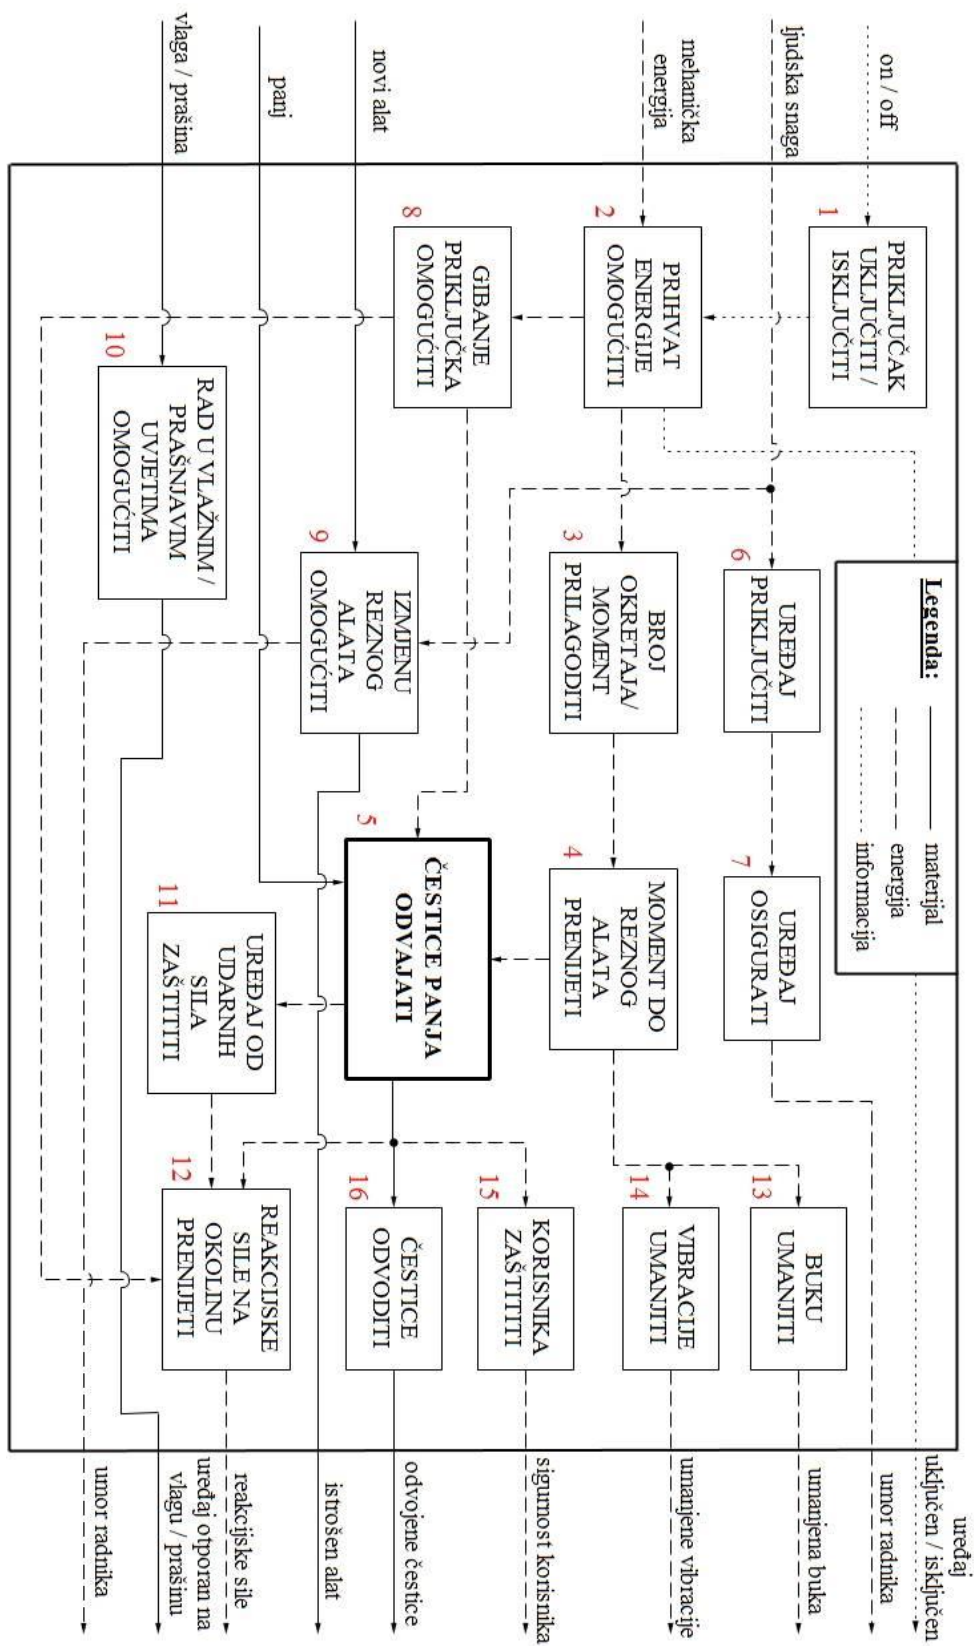 on / off
ljudska snaga
mehanička
energija
novi alat
panj
vlaga / prašina
1
PRIKLJUČAK
UKLJUČITI /
ISKLJUČITI
2
PRIHVAT
ENERGIJE
OMOGUĆITI
8
GIBANJE
PRIKLJUČKA
OMOGUĆITI
10
RAD U VLAŽNIM /
PRAŠNJAVIM
UVJETIMA
OMOGUĆITI
Legenda:
materijal
energija
informacija
6
UREĐAJ
PRIKLJUČITI
3
BROJ
OKRETAJA/
MOMENT
PRILAGODITI
9
IZMJENU
REZNOG
ALATA
OMOGUĆITI
7
UREĐAJ
OSIGURATI
4
MOMENT DO
REZNOG
ALATA
PRENIJETI
5
ČESTICE PANJA
ODVAJATI
11
UREĐAJ OD
UDARNIH
SILA
ZAŠTITITI
13
BUKU
UMANJITI
14
VIBRACIJE
UMANJITI
15
KORISNIKA
ZAŠTITITI
16
ČESTICE
ODVODITI
12
REAKCIJSKE
SILE NA
OKOLINU
PRENIJETI
uređaj
uključen / isključen
umor radnika
umanjena buka
umanjene vibracije
sigurnost korisnika
odvojene čestice
istrošen alat
reakcijske sile
uređaj otporan na
vlagu / prašinu
umor radnika